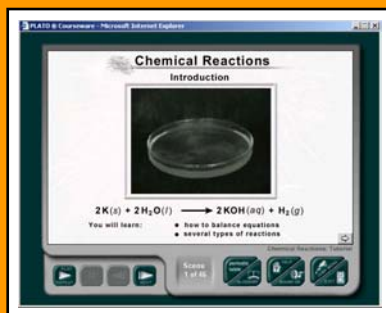 PLATO ® Courseware - Microsoft Internet Explorer
Chemical Reactions
Introduction
2K(s) + 2H₂O(l) → 2KOH(aq) + H₂(g)
You will learn:
• how to balance equations
• several types of reactions
Chemical Reactions: Tutorial
Scene
1 of 46